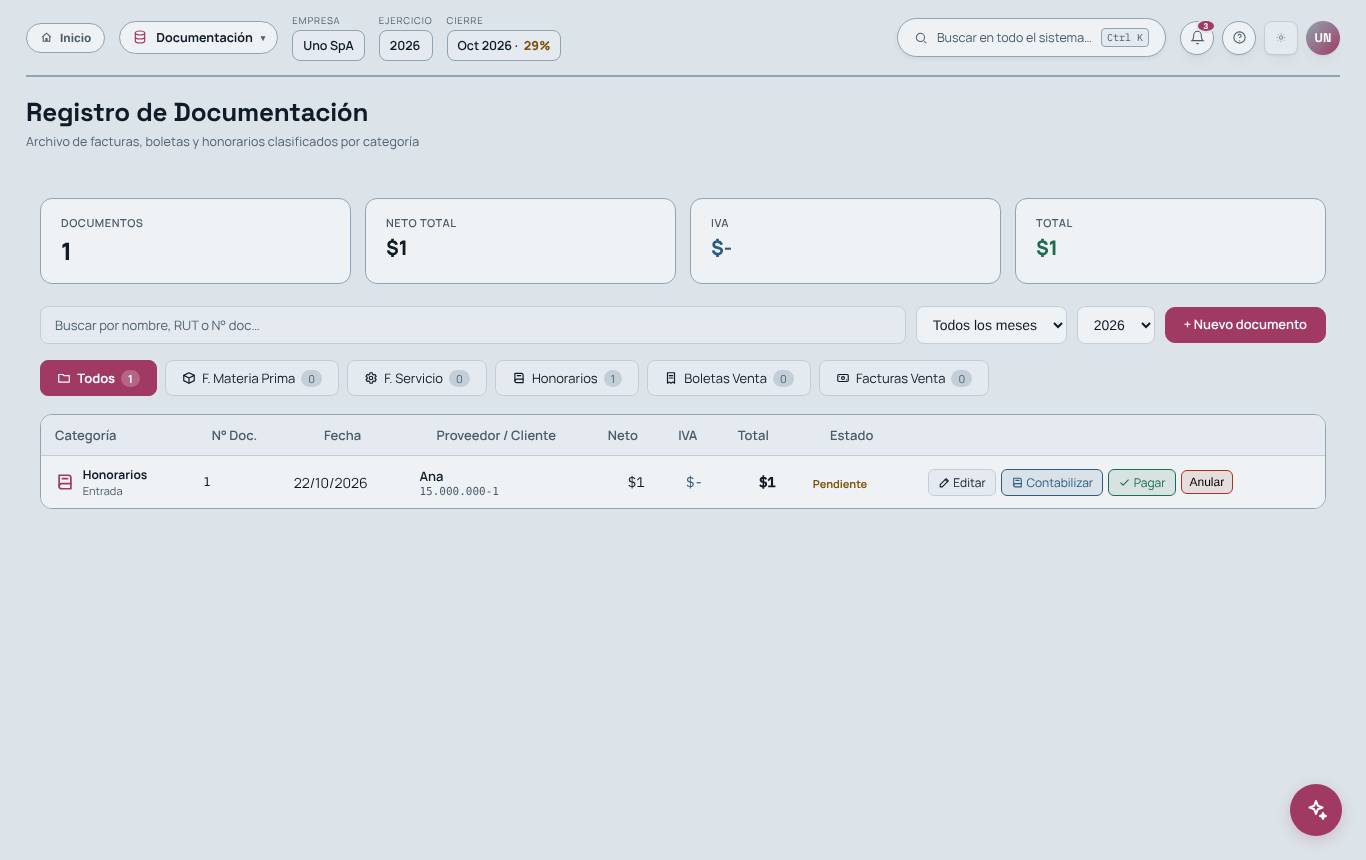 Inicio
Documentación ▾
EMPRESA
Uno SpA
EJERCICIO
2026
CIERRE
Oct 2026 · 29%
Buscar en todo el sistema... Ctrl K
3
UN
Registro de Documentación
Archivo de facturas, boletas y honorarios clasificados por categoría
DOCUMENTOS
1
NETO TOTAL
$1
IVA
$-
TOTAL
$1
Buscar por nombre, RUT o N° doc...
Todos los meses
2026
+ Nuevo documento
Todos 1
F. Materia Prima 0
F. Servicio 0
Honorarios 1
Boletas Venta 0
Facturas Venta 0
Categoría N° Doc. Fecha Proveedor / Cliente Neto IVA Total Estado
Honorarios
Entrada
1
22/10/2026
Ana
15.000.000-1
$1
$-
$1
Pendiente
Editar
Contabilizar
Pagar
Anular